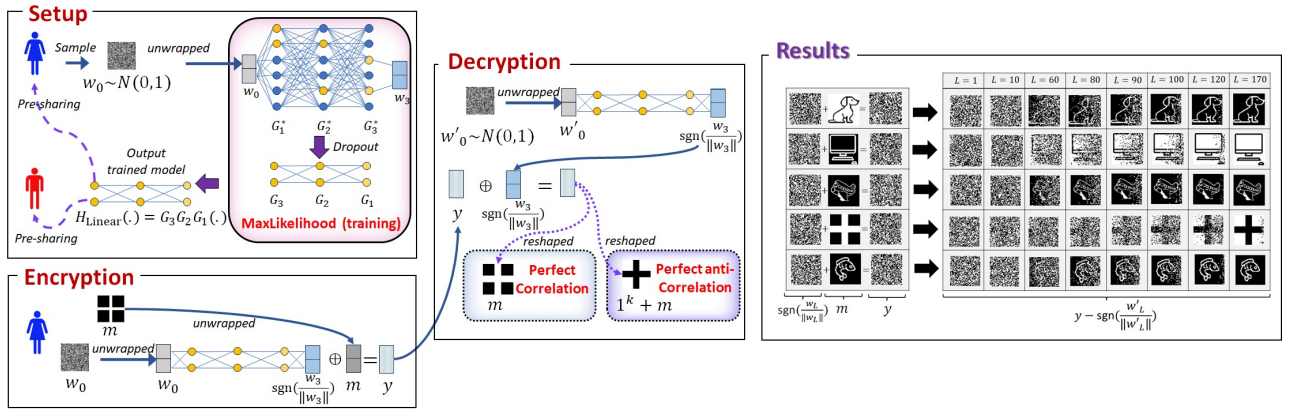 Setup
Sample
unwrapped
w₀~N(0,1)
w₀
w₃
G₁* G₂* G₃*
Dropout
G₃ G₂ G₁
MaxLikelihood (training)
Pre-sharing
Output
trained model
H_Linear(.) = G₃G₂G₁(.)
Pre-sharing
Encryption
m
unwrapped
unwrapped
w₀
w₀
sgn(w₃/‖w₃‖)
⊕
m
=
y
Decryption
unwrapped
w'₀~N(0,1)
w'₀
w₃
sgn(w₃/‖w₃‖)
y
⊕
sgn(w₃/‖w₃‖)
=
reshaped
reshaped
Perfect
Correlation
m
Perfect anti-
Correlation
1ᵏ + m
Results
L = 1 L = 10 L = 60 L = 80 L = 90 L = 100 L = 120 L = 170
+ =
+ =
+ =
+ =
+ =
sgn(w_L/‖w_L‖) m y
y − sgn(w'_L/‖w'_L‖)